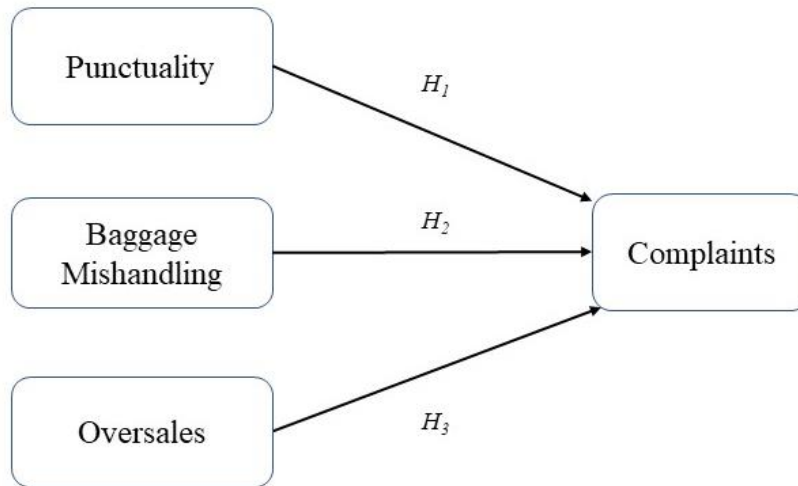 Punctuality
H₁
Baggage
Mishandling
H₂
Complaints
Oversales
H₃